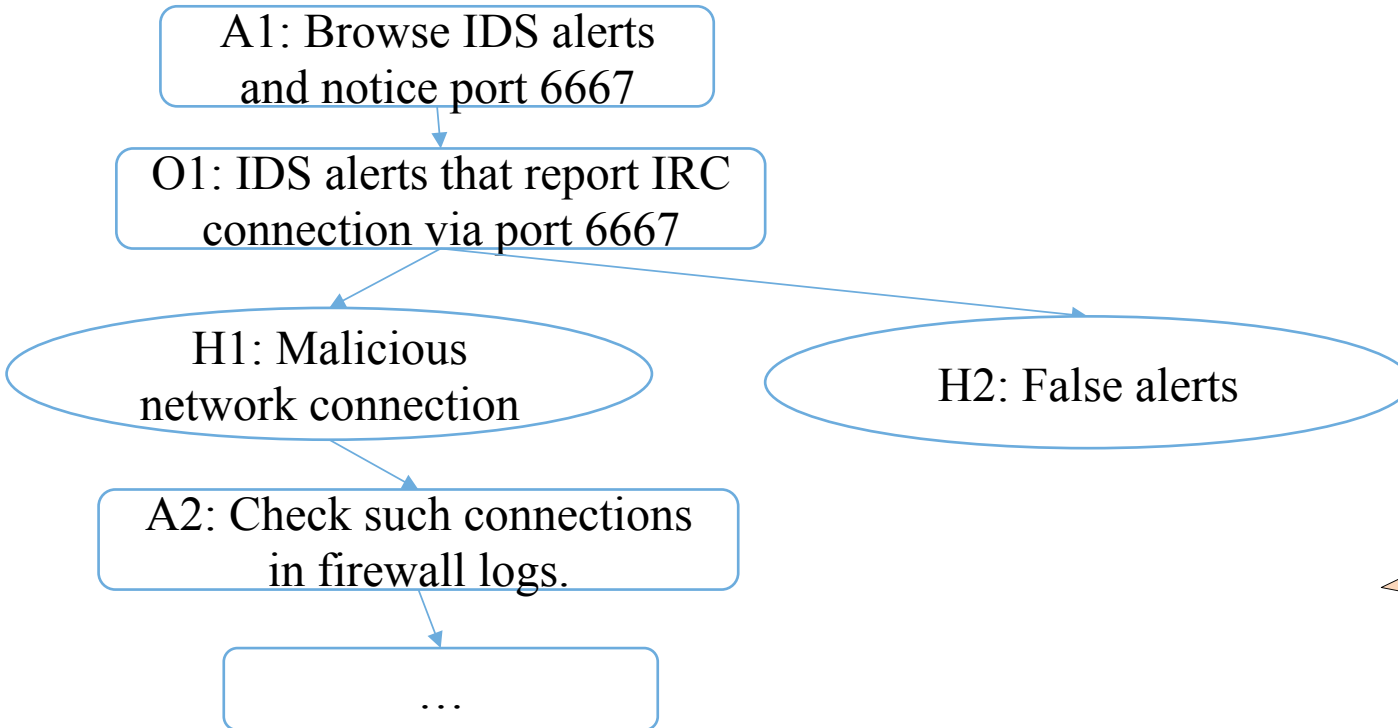 A1: Browse IDS alerts
and notice port 6667
O1: IDS alerts that report IRC
connection via port 6667
H1: Malicious
network connection
H2: False alerts
A2: Check such connections
in firewall logs.
…